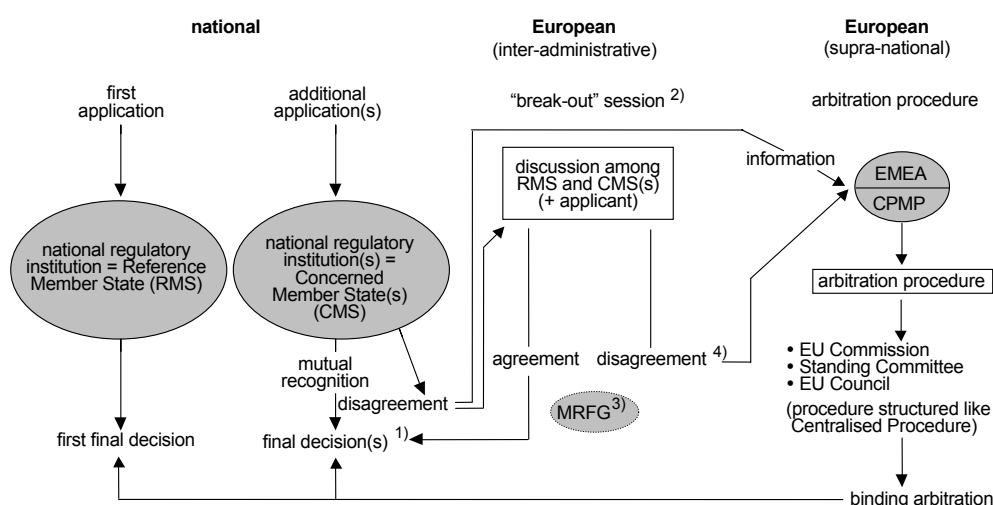 national
European
(inter-administrative)
European
(supra-national)
first
application
additional
application(s)
"break-out" session 2)
arbitration procedure
information
discussion among
RMS and CMS(s)
(+ applicant)
EMEA
CPMP
national regulatory
institution = Reference
Member State (RMS)
national regulatory
institution(s) =
Concerned
Member State(s)
(CMS)
arbitration procedure
mutual
recognition
disagreement
agreement
disagreement 4)
• EU Commission
• Standing Committee
• EU Council
(procedure structured like
Centralised Procedure)
MRFG3)
first final decision
final decision(s) 1)
binding arbitration